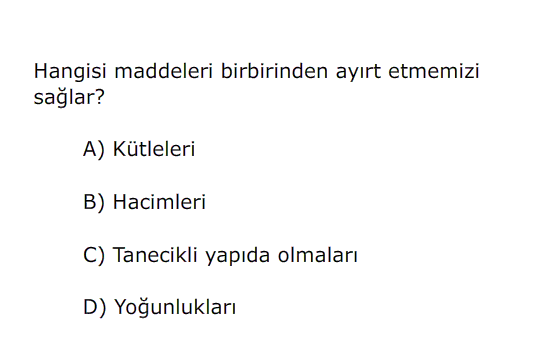 Hangisi maddeleri birbirinden ayırt etmemizi
sağlar?
A) Kütleleri
B) Hacimleri
C) Tanecikli yapıda olmaları
D) Yoğunlukları